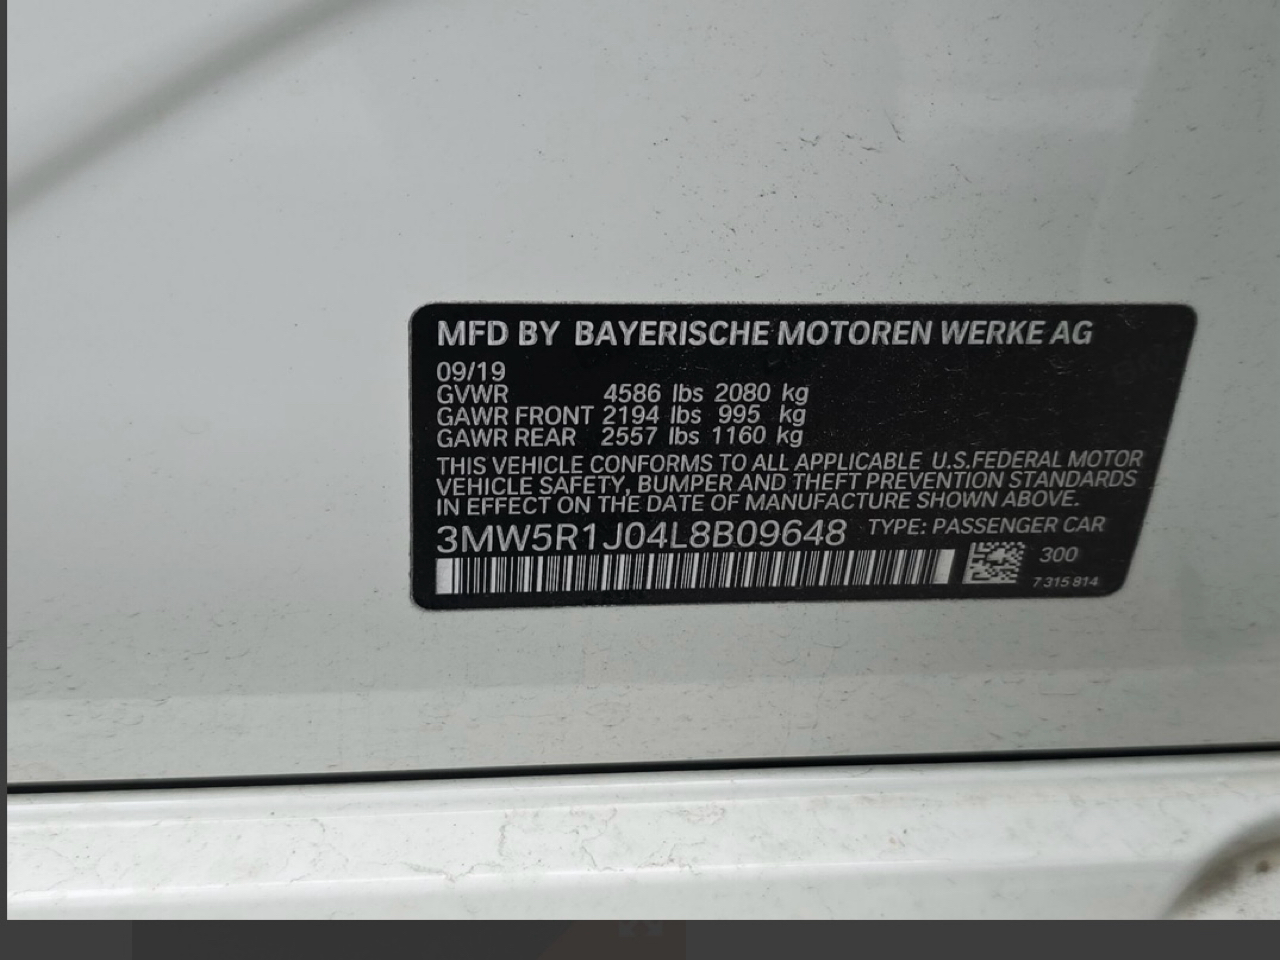 MFD BY BAYERISCHE MOTOREN WERKE AG
09/19
GVWR 4586 lbs 2080 kg
GAWR FRONT 2194 lbs 995 kg
GAWR REAR 2557 lbs 1160 kg
THIS VEHICLE CONFORMS TO ALL APPLICABLE U.S.FEDERAL MOTOR
VEHICLE SAFETY, BUMPER AND THEFT PREVENTION STANDARDS
IN EFFECT ON THE DATE OF MANUFACTURE SHOWN ABOVE.
3MW5R1J04L8B09648 TYPE: PASSENGER CAR
300
7 315 814